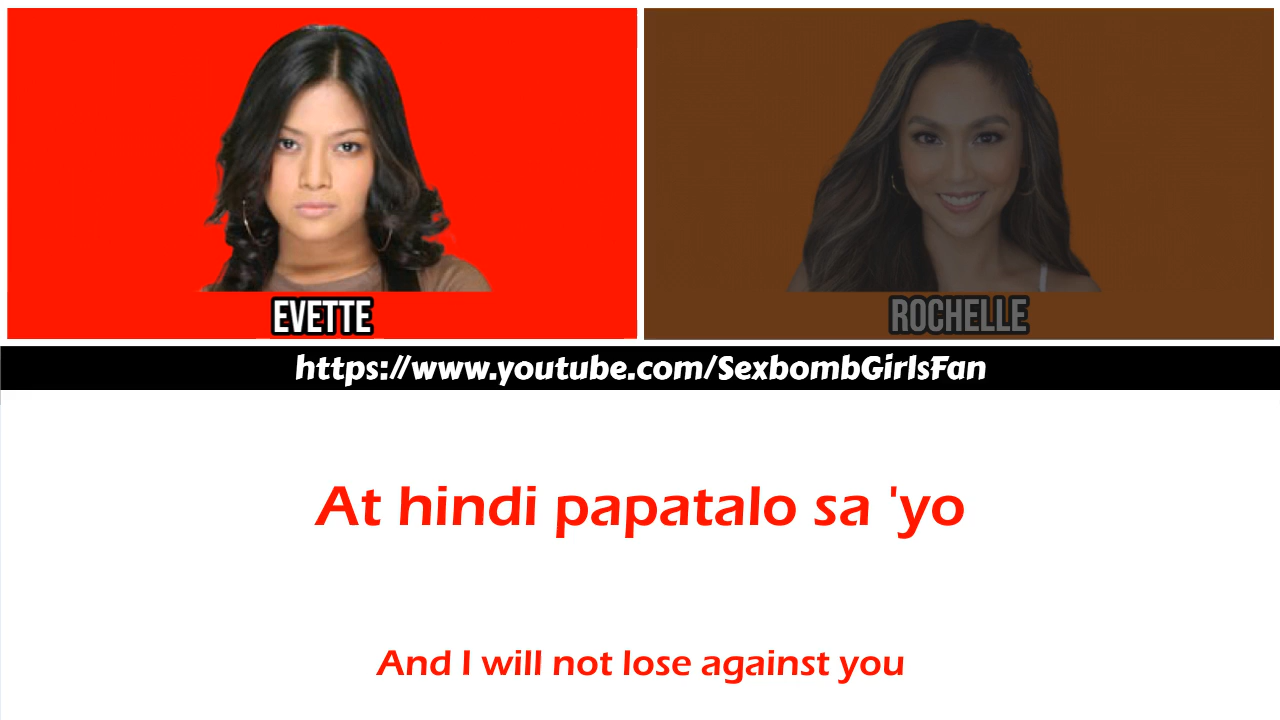 EVETTE
ROCHELLE
https://www.youtube.com/SexbombGirlsFan
At hindi papatalo sa 'yo
And I will not lose against you